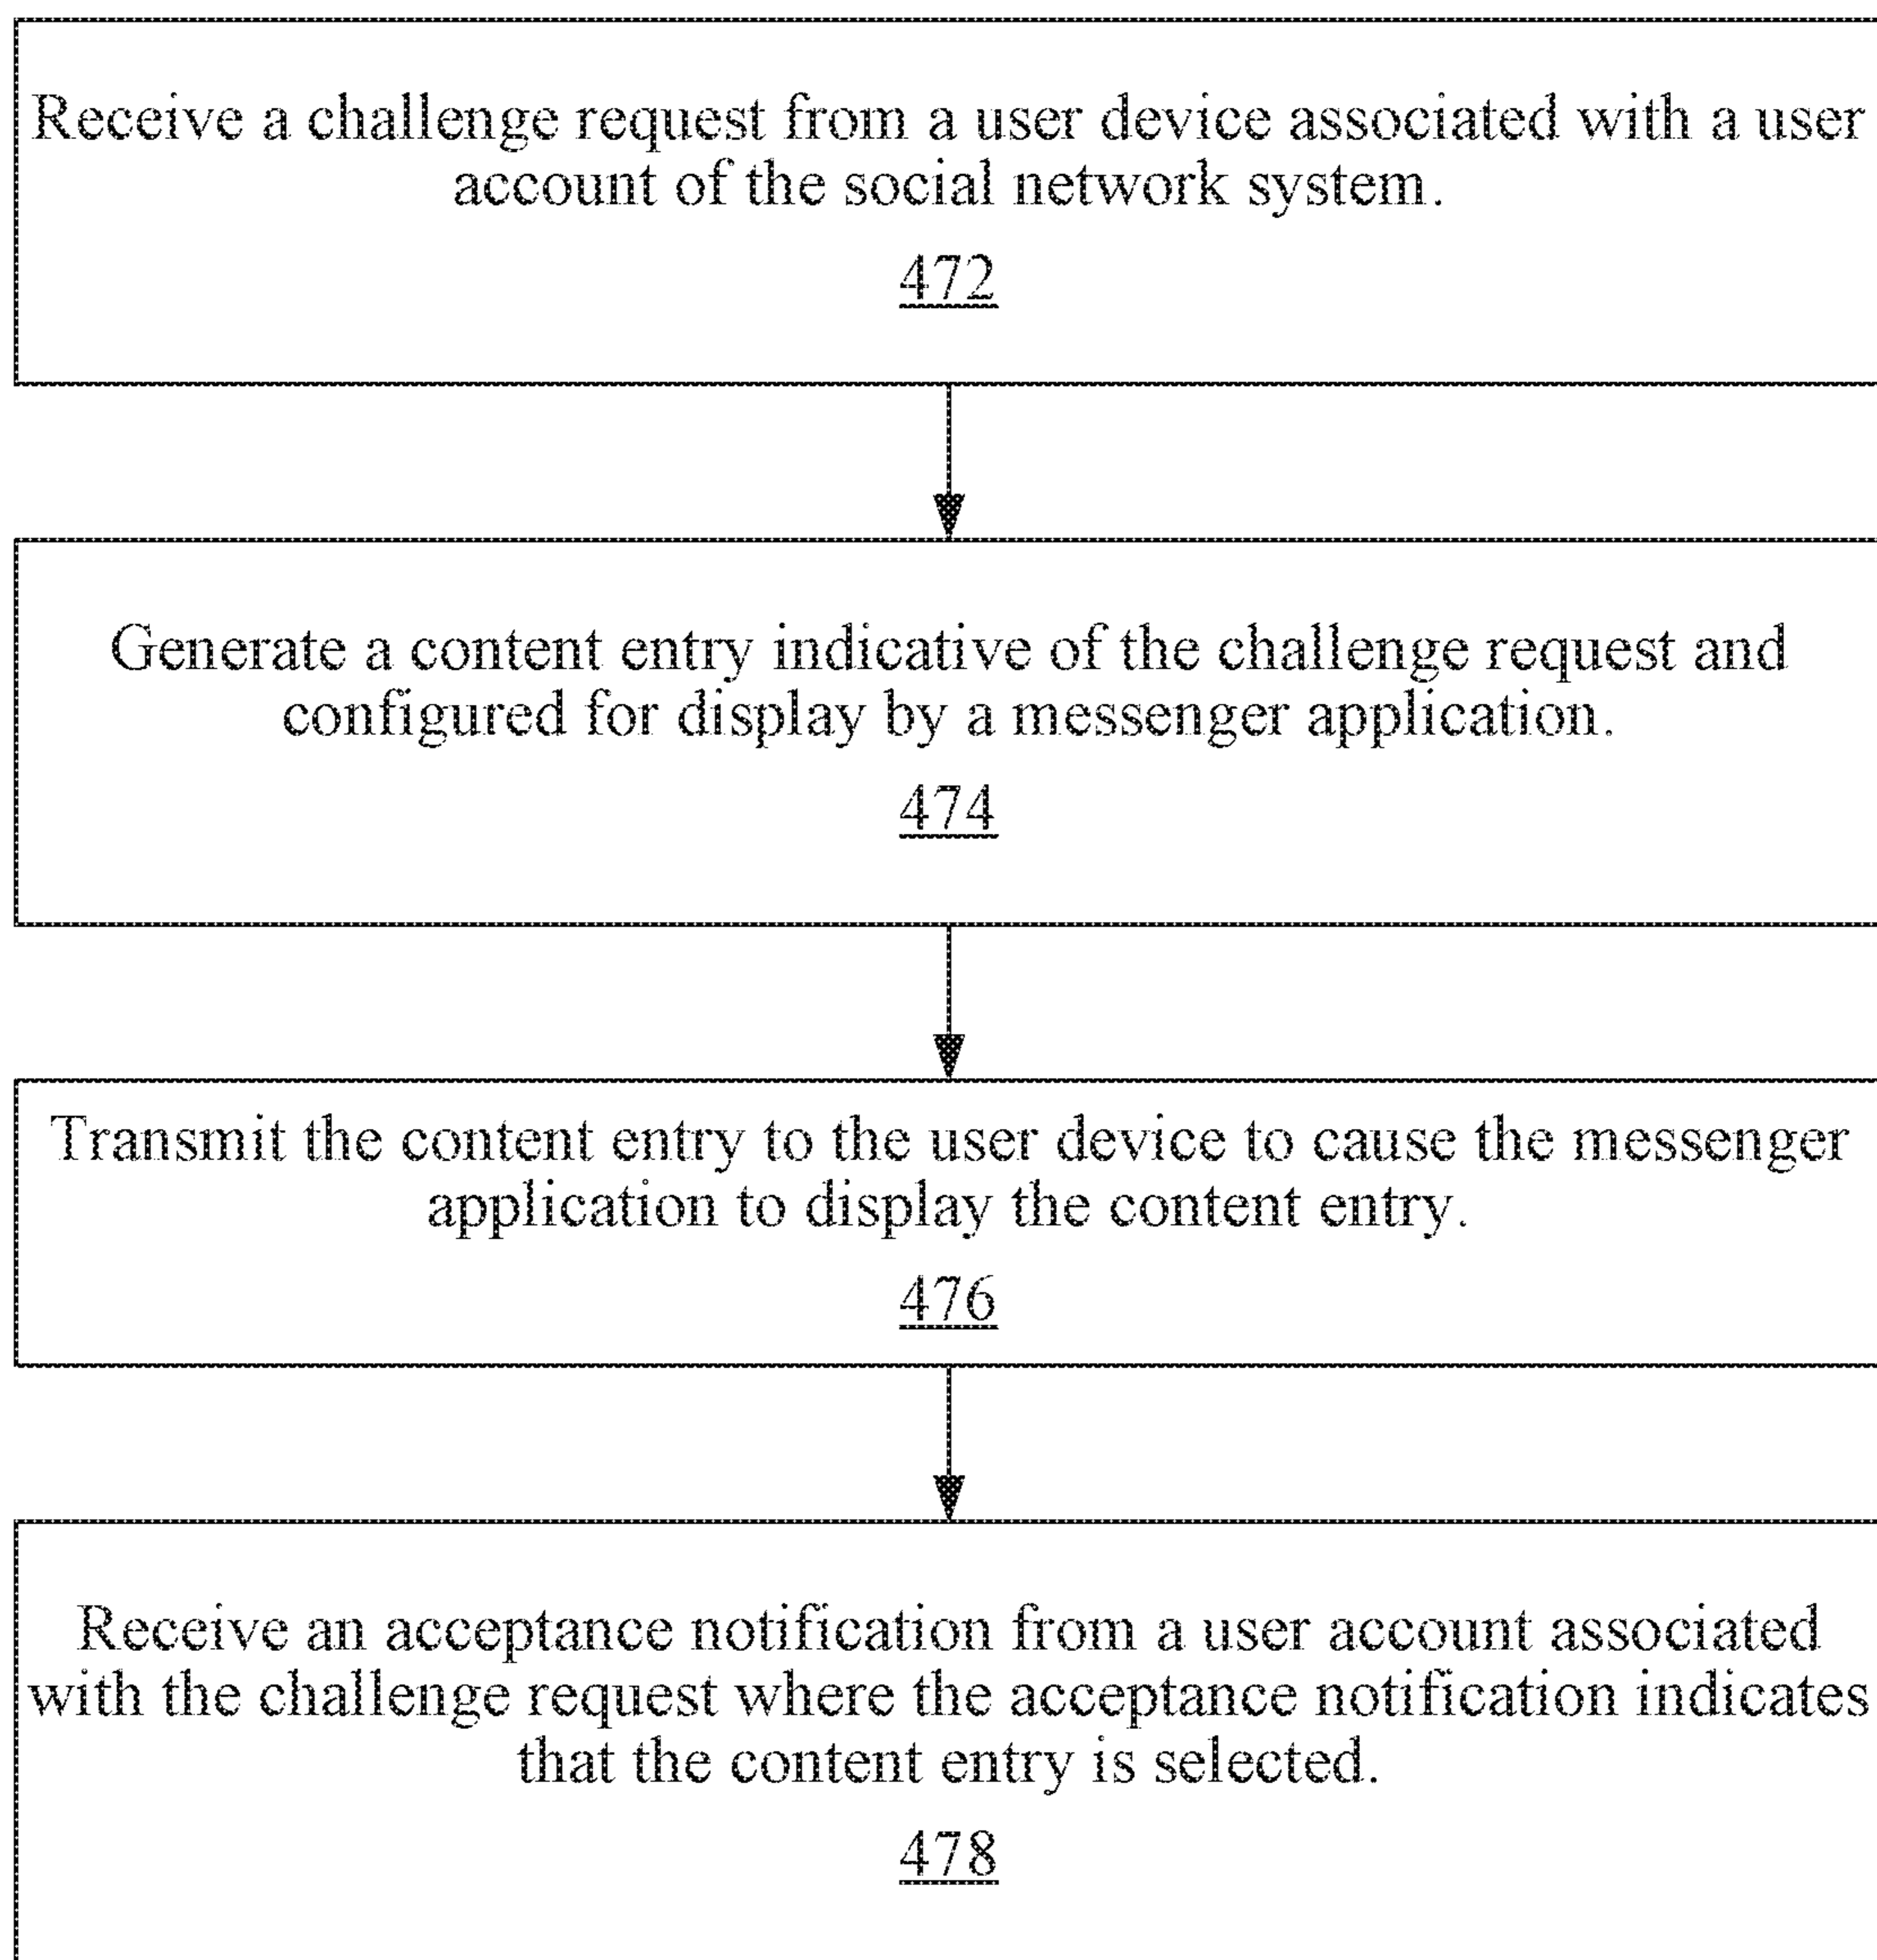 Receive a challenge request from a user device associated with a user
account of the social network system.
472
Generate a content entry indicative of the challenge request and
configured for display by a messenger application.
474
Transmit the content entry to the user device to cause the messenger
application to display the content entry.
476
Receive an acceptance notification from a user account associated
with the challenge request where the acceptance notification indicates
that the content entry is selected.
478